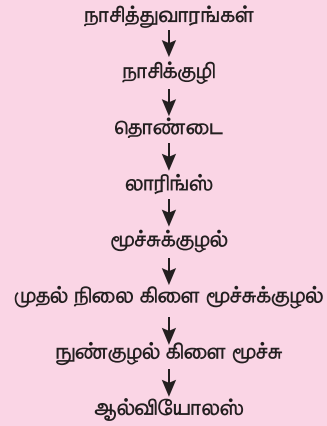 நாசித்துவாரங்கள்
நாசிக்குழி
தொண்டை
லாரிங்ஸ்
மூச்சுக்குழல்
முதல் நிலை கிளை மூச்சுக்குழல்
நுண்குழல் கிளை மூச்சு
ஆல்வியோலஸ்